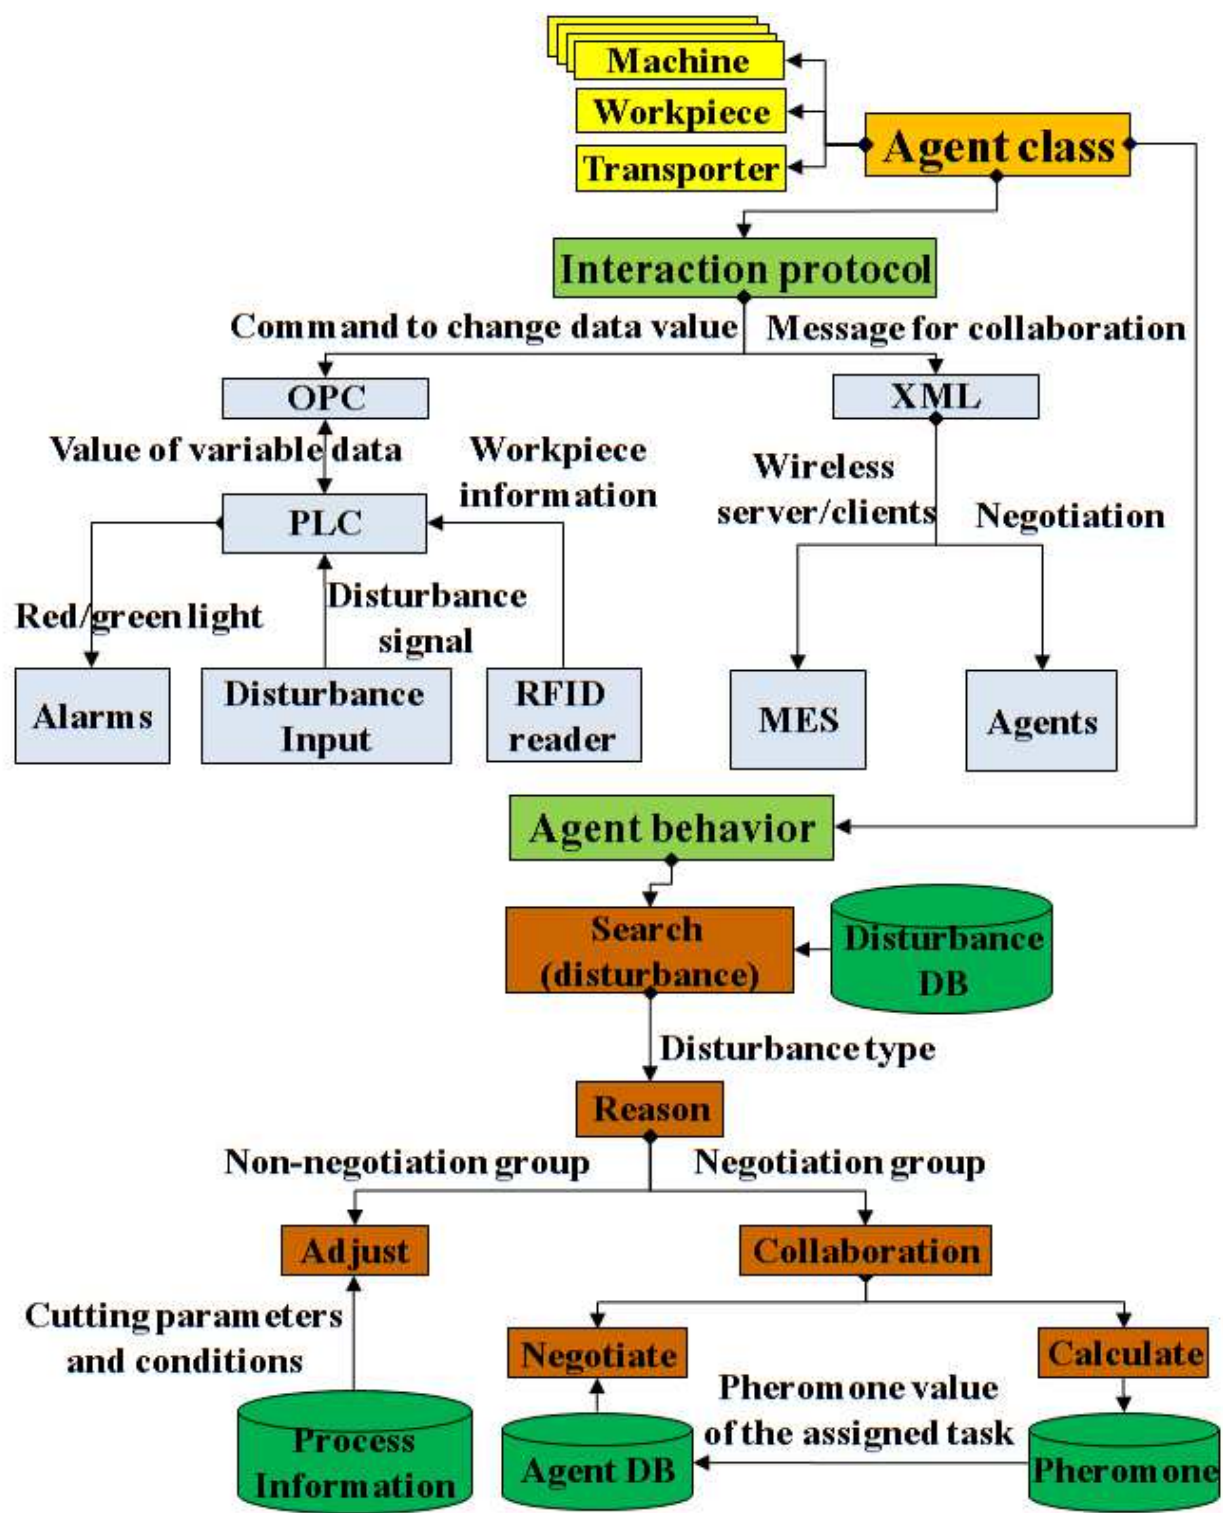 Machine
Workpiece
Agent class
Transporter
Interaction protocol
Command to change data value
Message for collaboration
OPC
XML
Value of variable data
Workpiece
information
Wireless
server/clients
Negotiation
PLC
Red/green light
Disturbance
signal
Alarms
Disturbance
Input
RFID
reader
MES
Agents
Agent behavior
Search
(disturbance)
Disturbance
DB
Disturbance type
Reason
Non-negotiation group
Negotiation group
Adjust
Collaboration
Cutting parameters
and conditions
Negotiate
Calculate
Pheromone value
of the assigned task
Process
Information
Agent DB
Pheromone